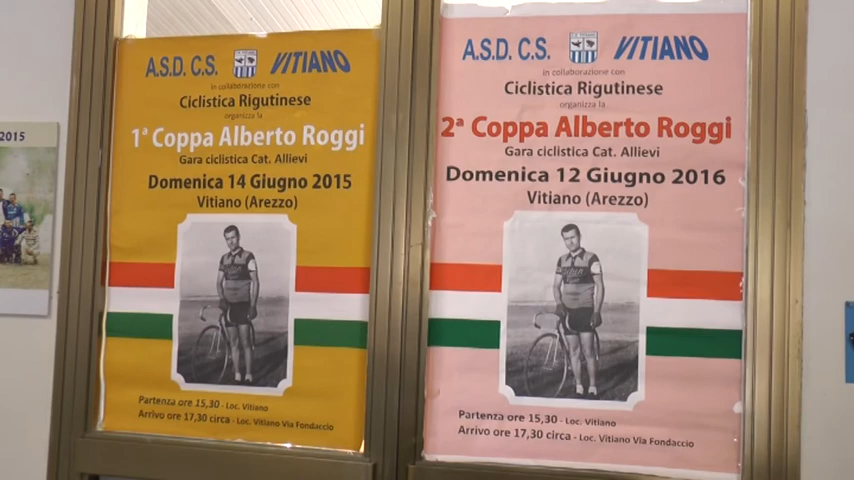 2015
A.S.D. C.S. VITIANO
in collaborazione con
Ciclistica Rigutinese
organizza la
1ª Coppa Alberto Roggi
Gara ciclistica Cat. Allievi
Domenica 14 Giugno 2015
Vitiano (Arezzo)
Partenza ore 15,30 - Loc. Vitiano
Arrivo ore 17,30 circa - Loc. Vitiano Via Fondaccio
A.S.D. C.S. VITIANO
in collaborazione con
Ciclistica Rigutinese
organizza la
2ª Coppa Alberto Roggi
Gara ciclistica Cat. Allievi
Domenica 12 Giugno 2016
Vitiano (Arezzo)
Partenza ore 15,30 - Loc. Vitiano
Arrivo ore 17,30 circa - Loc. Vitiano Via Fondaccio